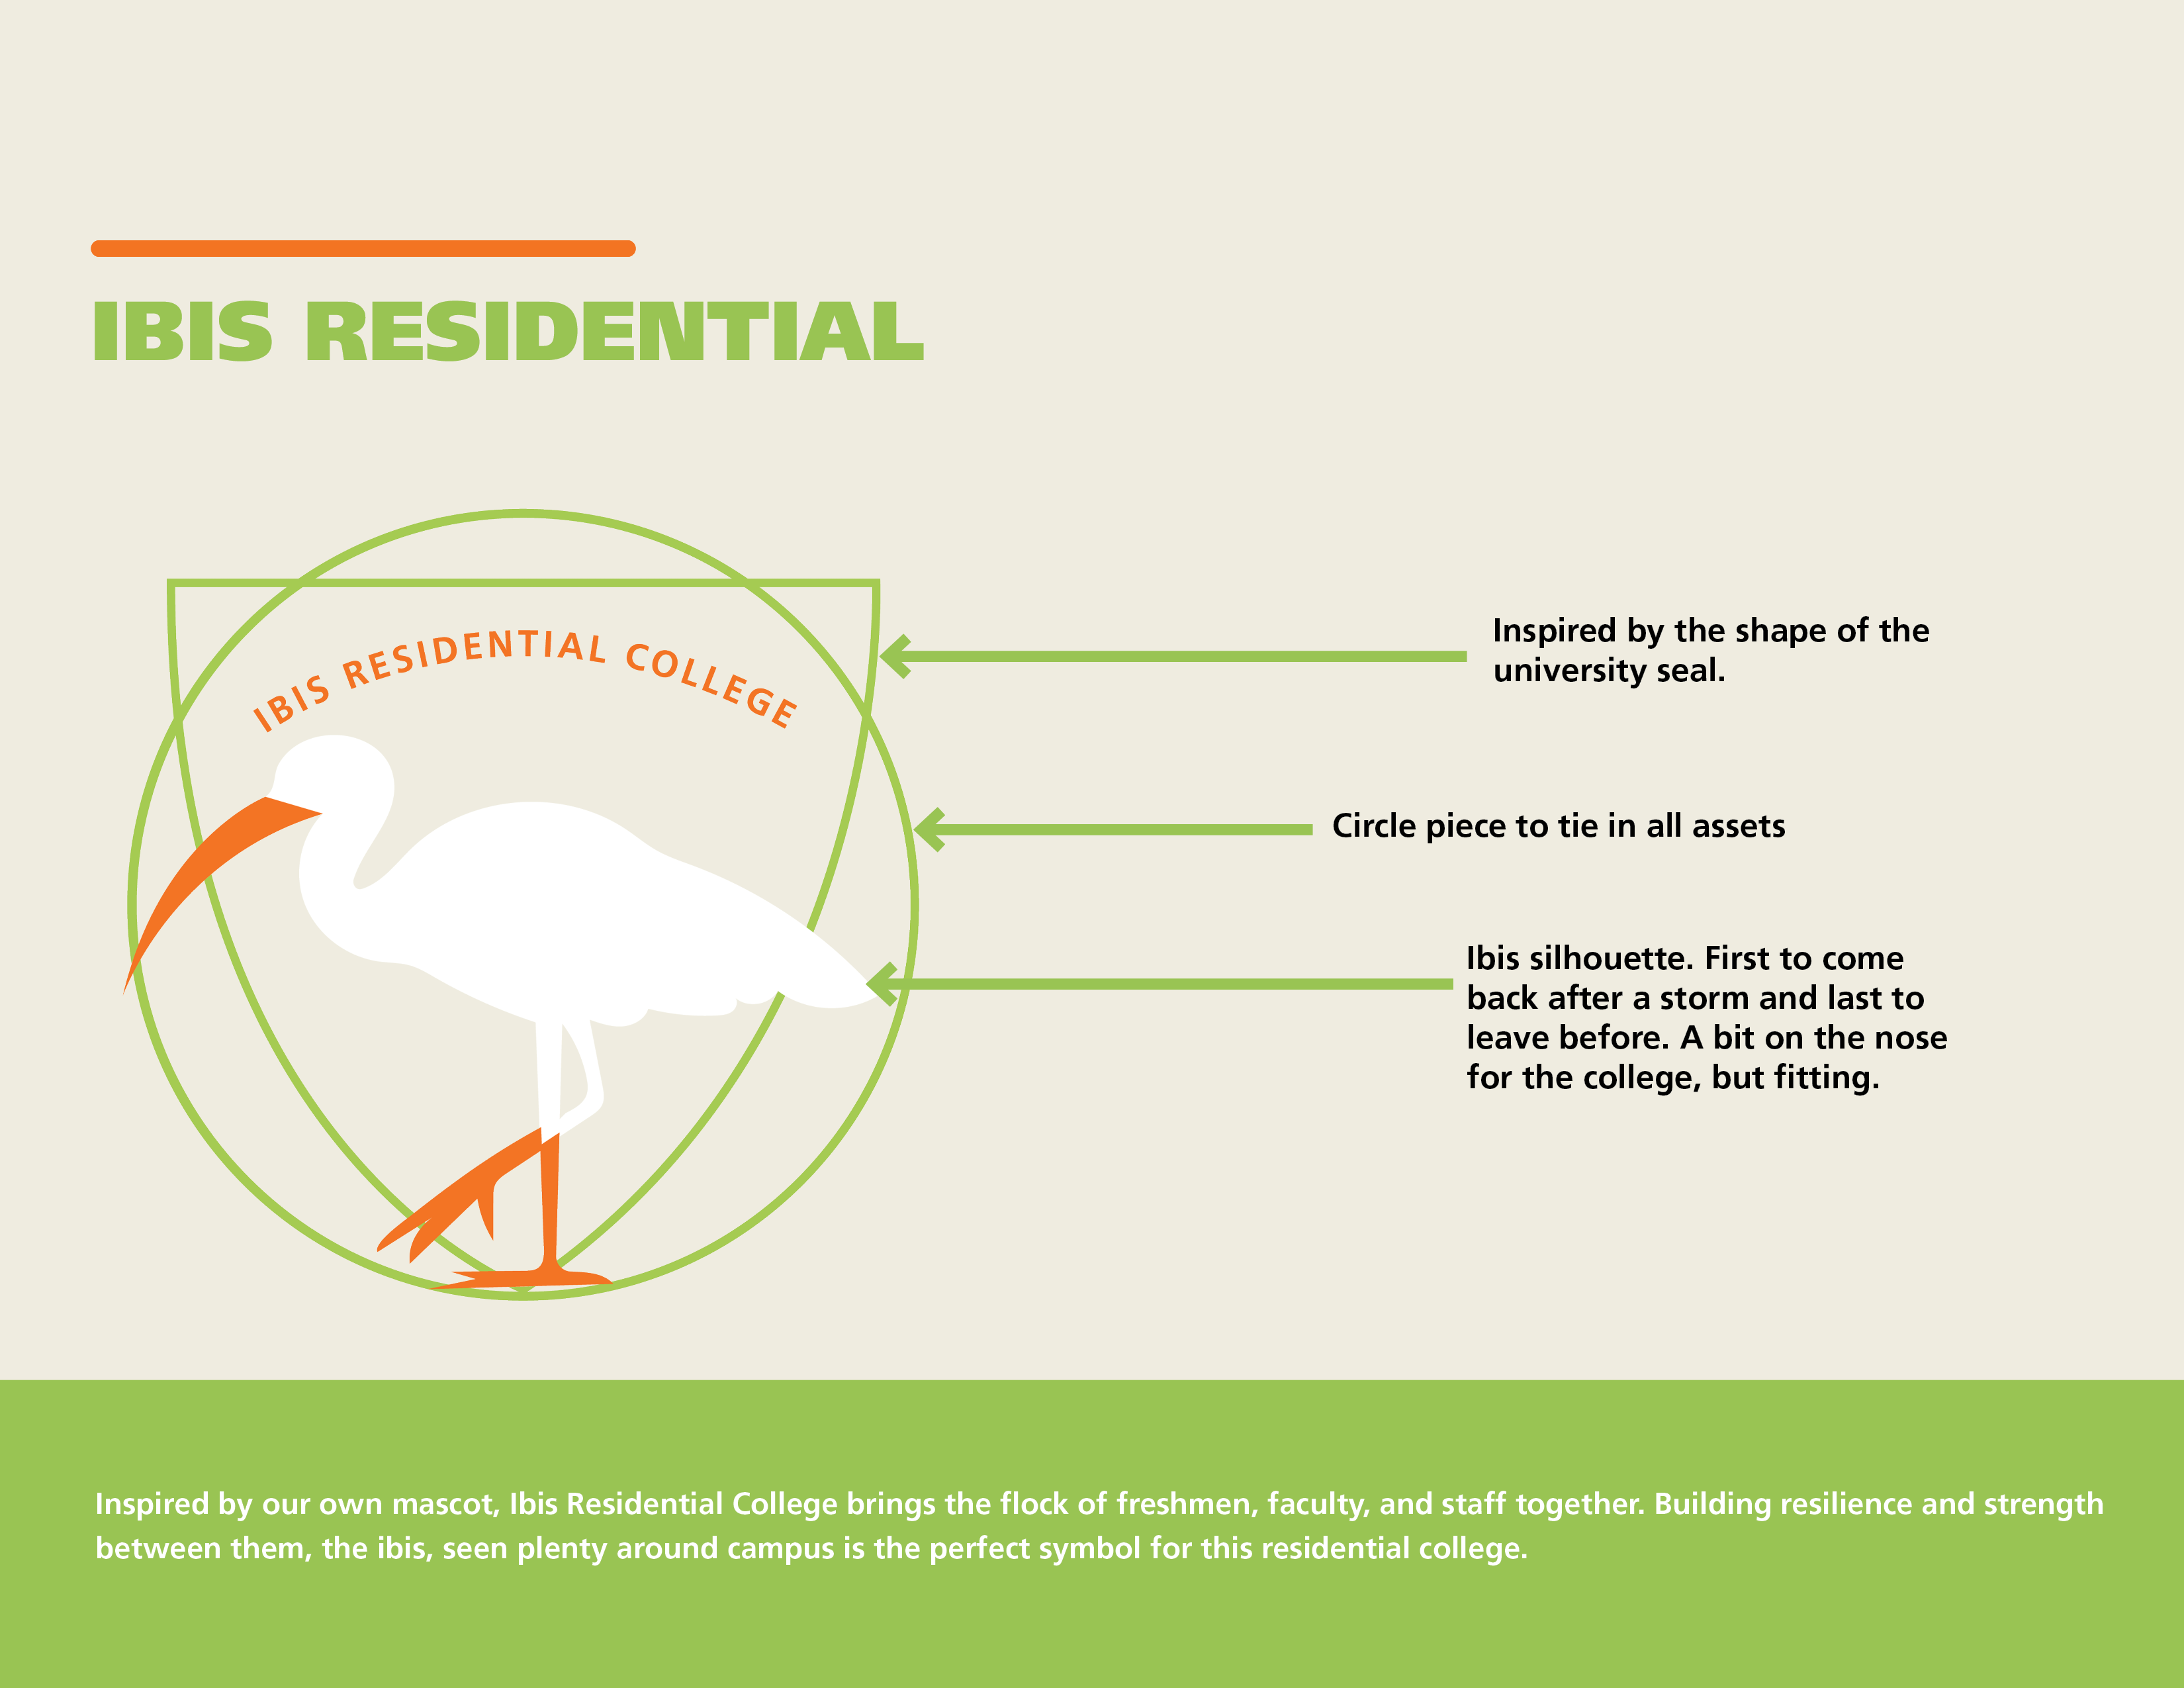 IBIS RESIDENTIAL
IBIS RESIDENTIAL COLLEGE
Inspired by the shape of the
university seal.
Circle piece to tie in all assets
Ibis silhouette. First to come
back after a storm and last to
leave before. A bit on the nose
for the college, but fitting.
Inspired by our own mascot, Ibis Residential College brings the flock of freshmen, faculty, and staff together. Building resilience and strength
between them, the ibis, seen plenty around campus is the perfect symbol for this residential college.